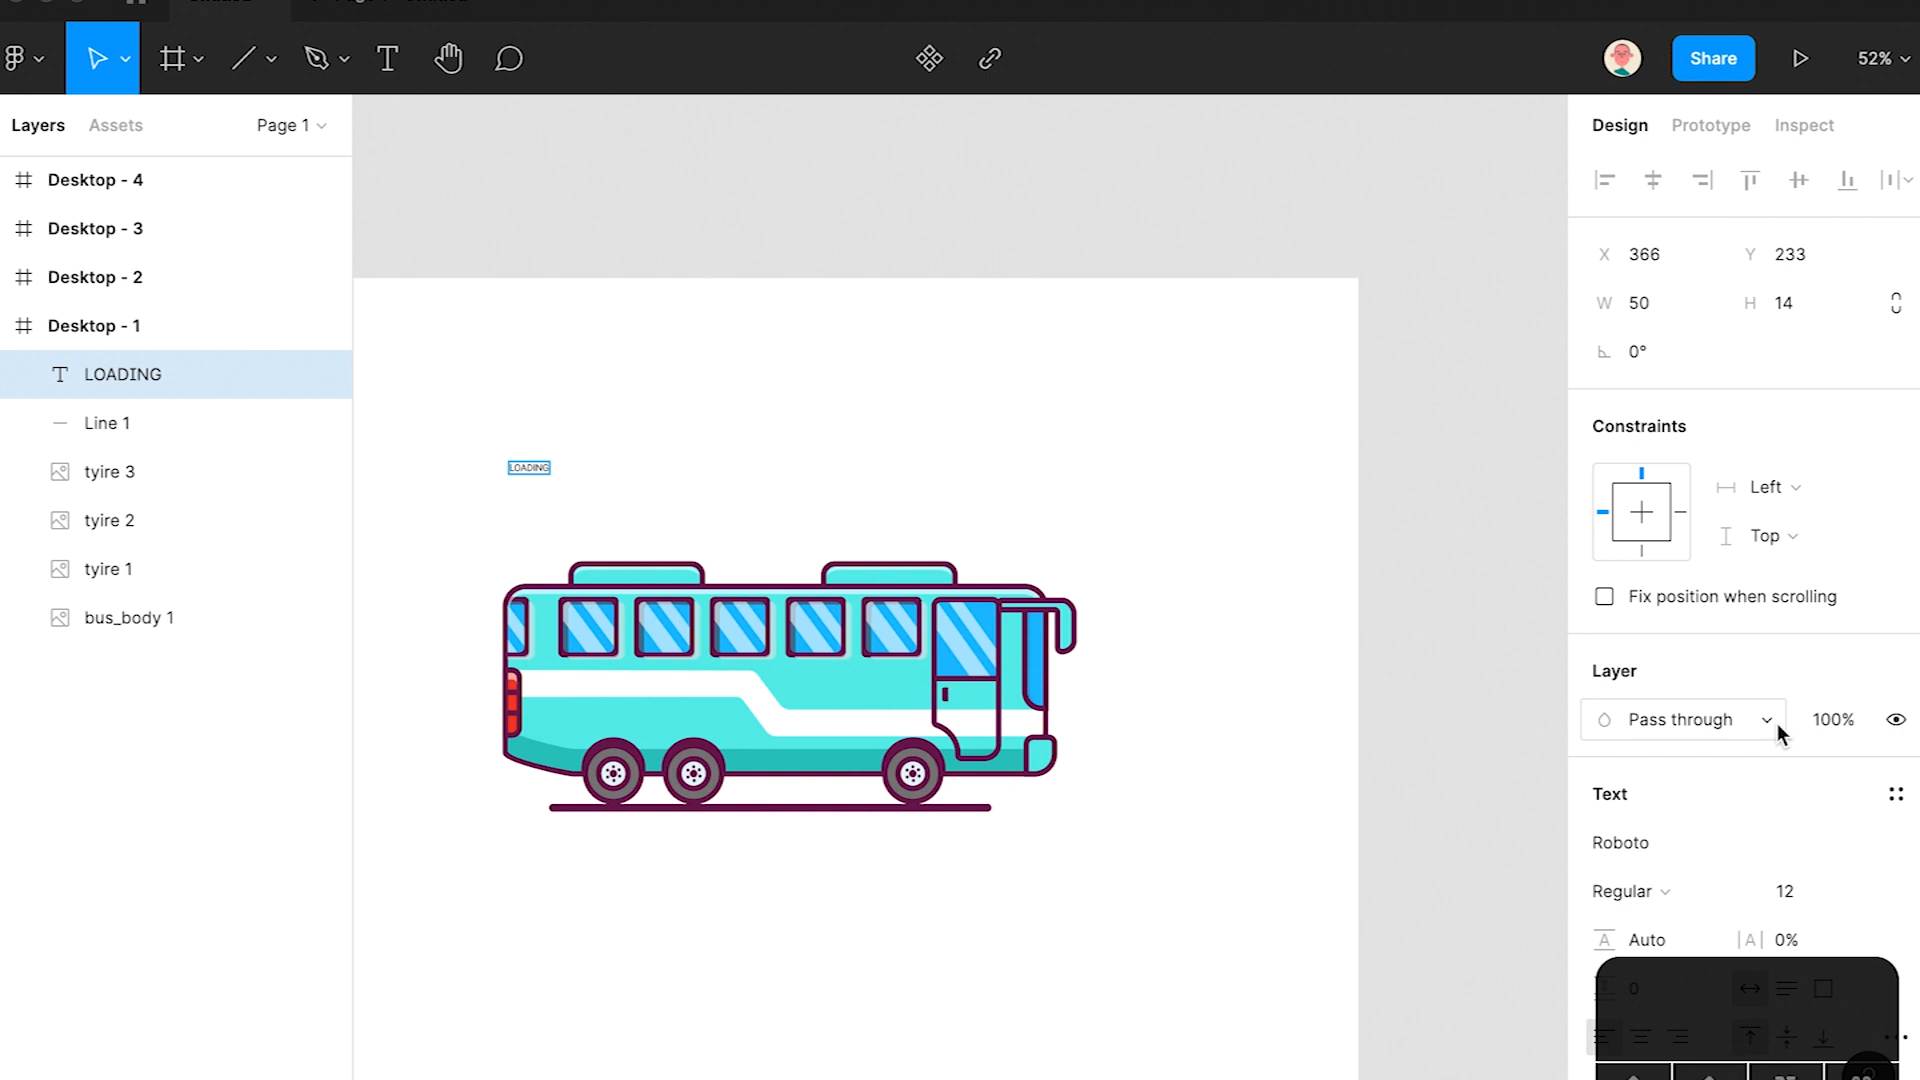 Share
52%
Layers Assets Page 1
Desktop - 4
Desktop - 3
Desktop - 2
Desktop - 1
LOADING
Line 1
tyire 3
tyire 2
tyire 1
bus_body 1
LOADING
Design Prototype Inspect
X 366 Y 233
W 50 H 14
0°
Constraints
Left
Top
Fix position when scrolling
Layer
Pass through 100%
Text
Roboto
Regular 12
A Auto |A| 0%
0